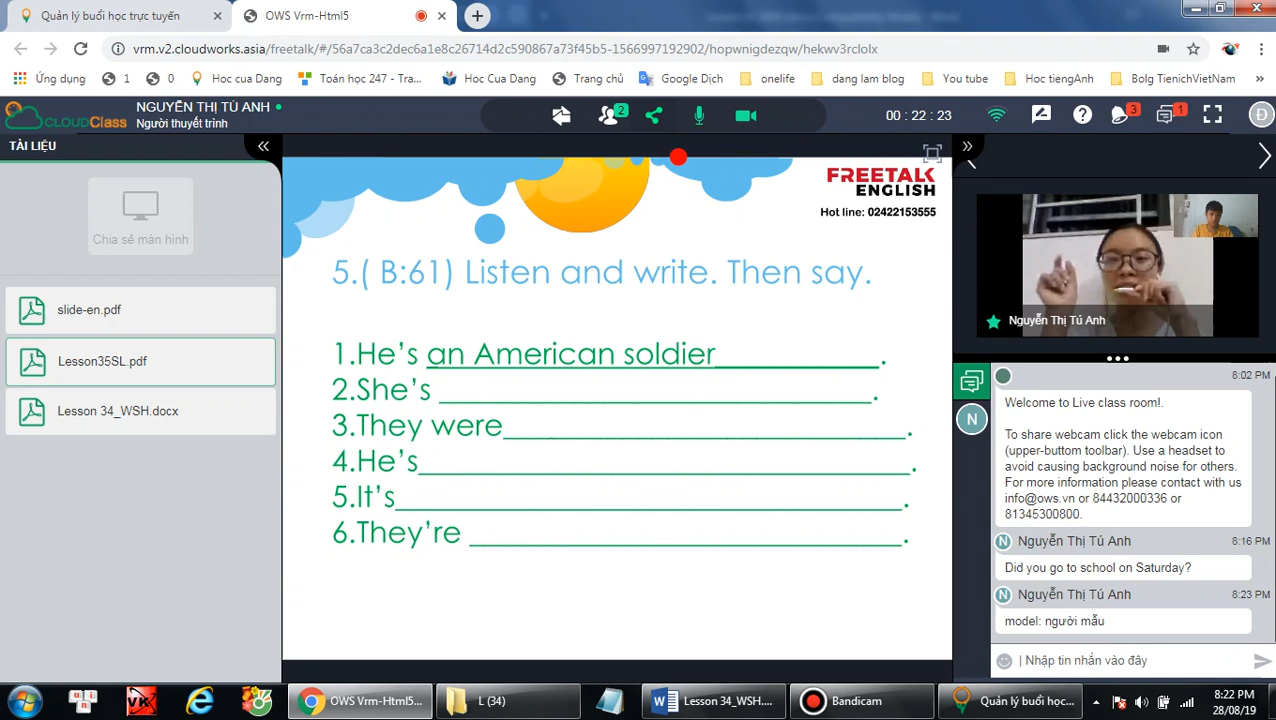 Quản lý buổi học trực tuyến
OWS Vrm-Html5
vrm.v2.cloudworks.asia/freetalk/#/56a7ca3c2dec6a1e8c26714d2c590867a73f45b5-1566997192902/hopwnigdezqw/hekwv3rclolx
Ứng dụng 1 0 Hoc cua Dang Toán học 247 - Tra... Hoc Cua Dang Trang chủ Google Dịch onelife dang lam blog You tube Học tiengAnh Bolg TienichVietNam »
CLOUDCLASS
NGUYỄN THỊ TÚ ANH
Người thuyết trình
2
00 : 22 : 23
3
1
Đ
TÀI LIỆU
Chia sẻ màn hình
slide-en.pdf
Lesson35SL.pdf
Lesson 34_WSH.docx
FREETALK
ENGLISH
Hot line: 02422153555
5.( B:61) Listen and write. Then say.
1.He's an American soldier__________.
2.She's __________________________.
3.They were________________________.
4.He's______________________________.
5.It's_______________________________.
6.They're __________________________.
Nguyễn Thị Tú Anh
8:02 PM
Welcome to Live class room!.
To share webcam click the webcam icon
(upper-buttom toolbar). Use a headset to
avoid causing background noise for others.
For more information please contact with us
info@ows.vn or 84432000336 or
81345300800.
N
N Nguyễn Thị Tú Anh 8:16 PM
Did you go to school on Saturday?
N Nguyễn Thị Tú Anh 8:23 PM
model: người mẫu
Nhập tin nhắn vào đây
OWS Vrm-Html5...
L (34)
Lesson 34_WSH....
Bandicam
Quản lý buổi học...
8:22 PM
28/08/19